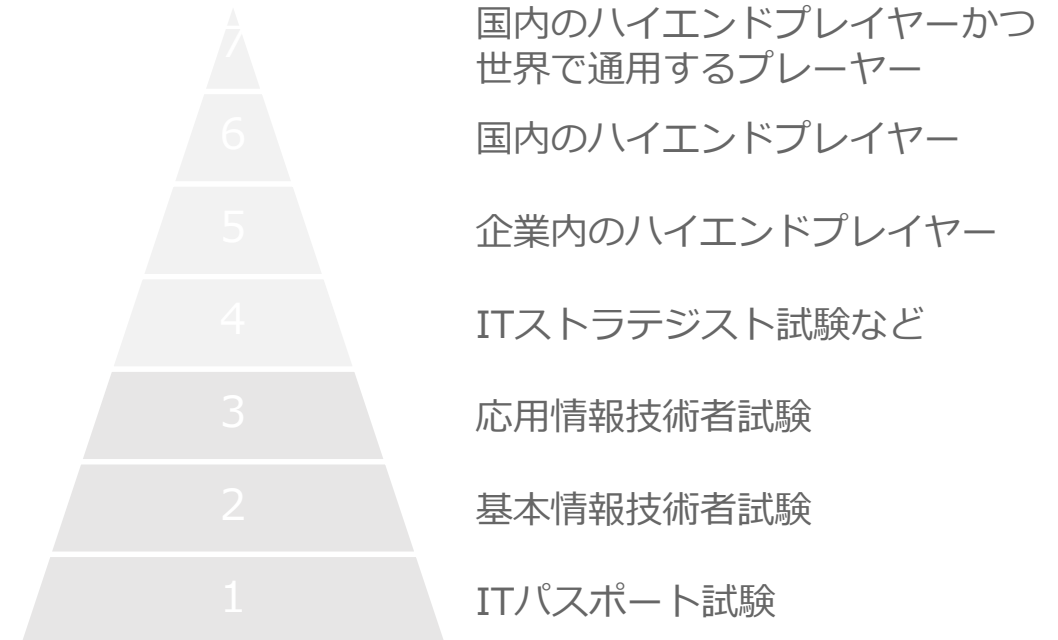 7
国内のハイエンドプレイヤーかつ
世界で通用するプレーヤー
6
国内のハイエンドプレイヤー
5
企業内のハイエンドプレイヤー
4
ITストラテジスト試験など
3
応用情報技術者試験
2
基本情報技術者試験
1
ITパスポート試験